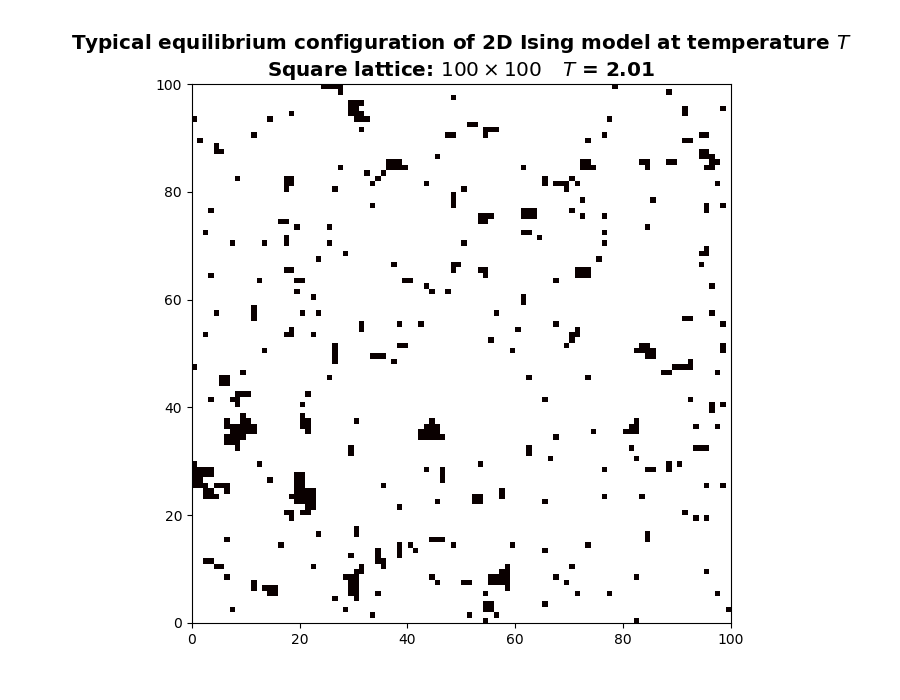 Typical equilibrium configuration of 2D Ising model at temperature T
Square lattice: 100 × 100 T = 2.01
100
80
60
40
20
0
0 20 40 60 80 100